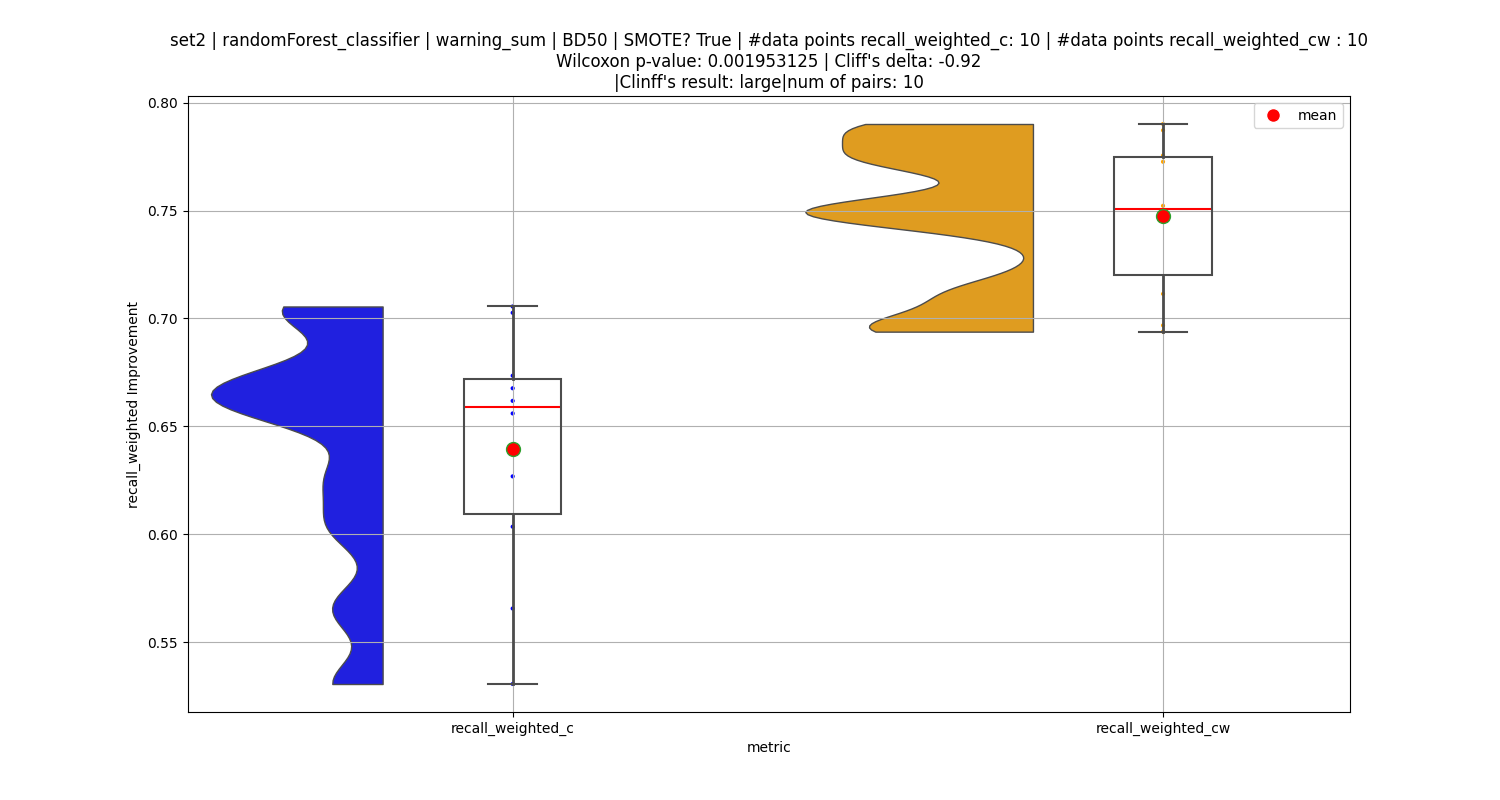 set2 | randomForest_classifier | warning_sum | BD50 | SMOTE? True | #data points recall_weighted_c: 10 | #data points recall_weighted_cw : 10
Wilcoxon p-value: 0.001953125 | Cliff's delta: -0.92
|Clinff's result: large|num of pairs: 10
mean
0.80
0.75
0.70
0.65
0.60
0.55
recall_weighted Improvement
recall_weighted_c
recall_weighted_cw
metric